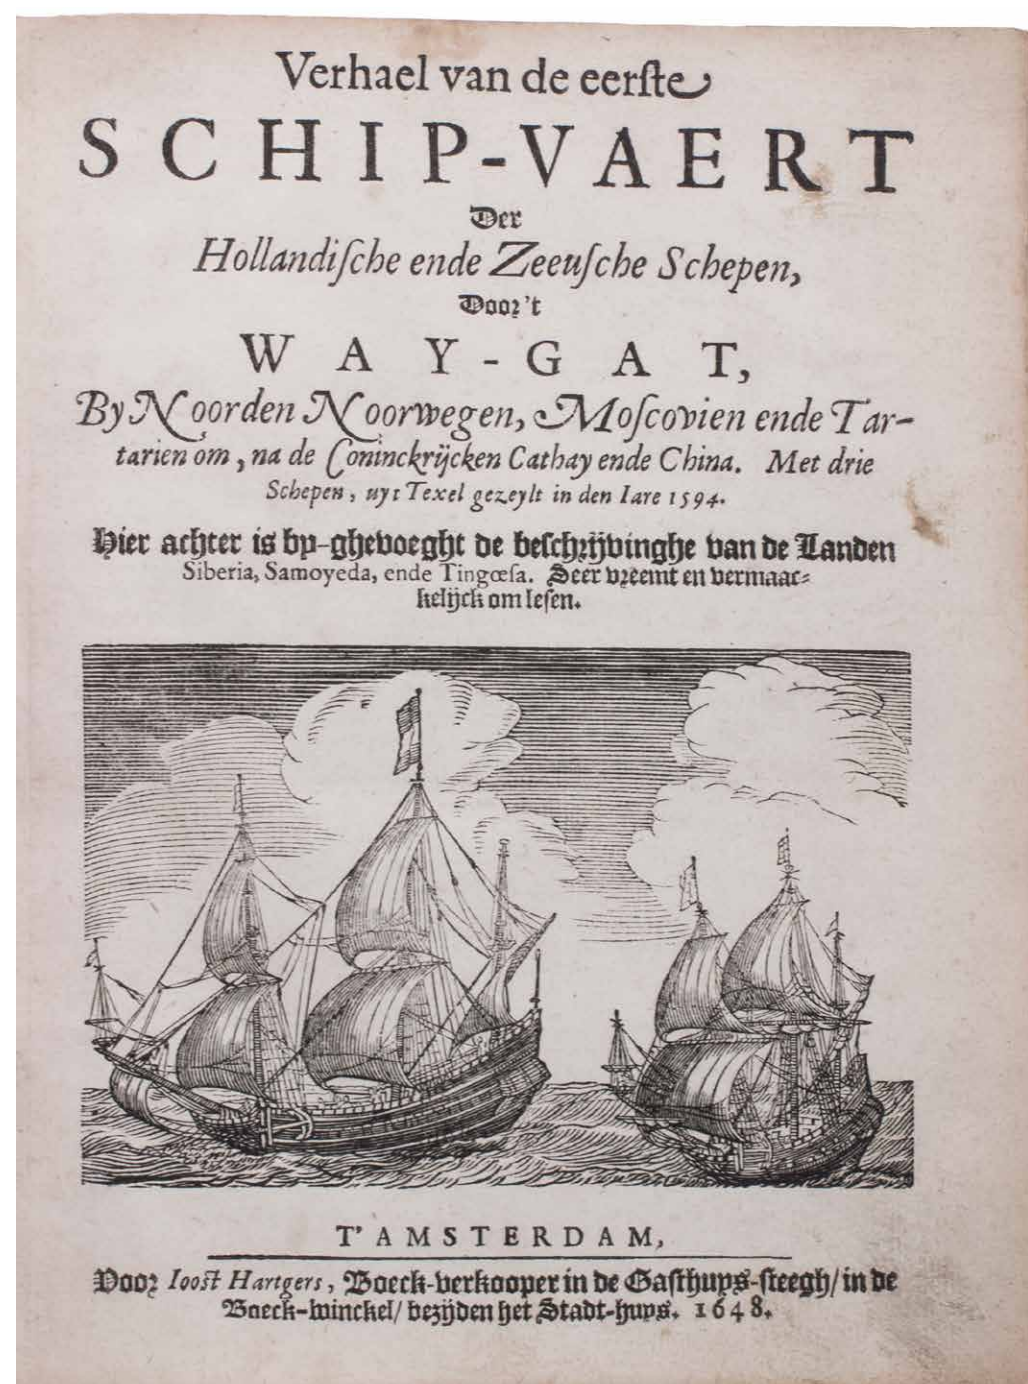 Verhael van de eerſte
SCHIP-VAERT
Der
Hollandiſche ende Zeeuſche Schepen,
Door 't
WAY-GAT,
By Noorden Noorwegen, Moſcovien ende Tar-
tarien om, na de Coninckrijcken Cathay ende China. Met drie
Schepen, uyt Texel gezeylt in den Iare 1594.
Hier achter is by-ghevoeght de beſchrijvinghe van de Landen
Siberia, Samoyeda, ende Tingœſa. Seer vreemt en vermaac⸗
kelijck om leſen.
T'AMSTERDAM,
Voor Iooſt Hartgers, Boeck-verkooper in de Gaſthuys-ſteegh/ in de
Boeck-winckel/ bezijden het Stadt-huys. 1648.